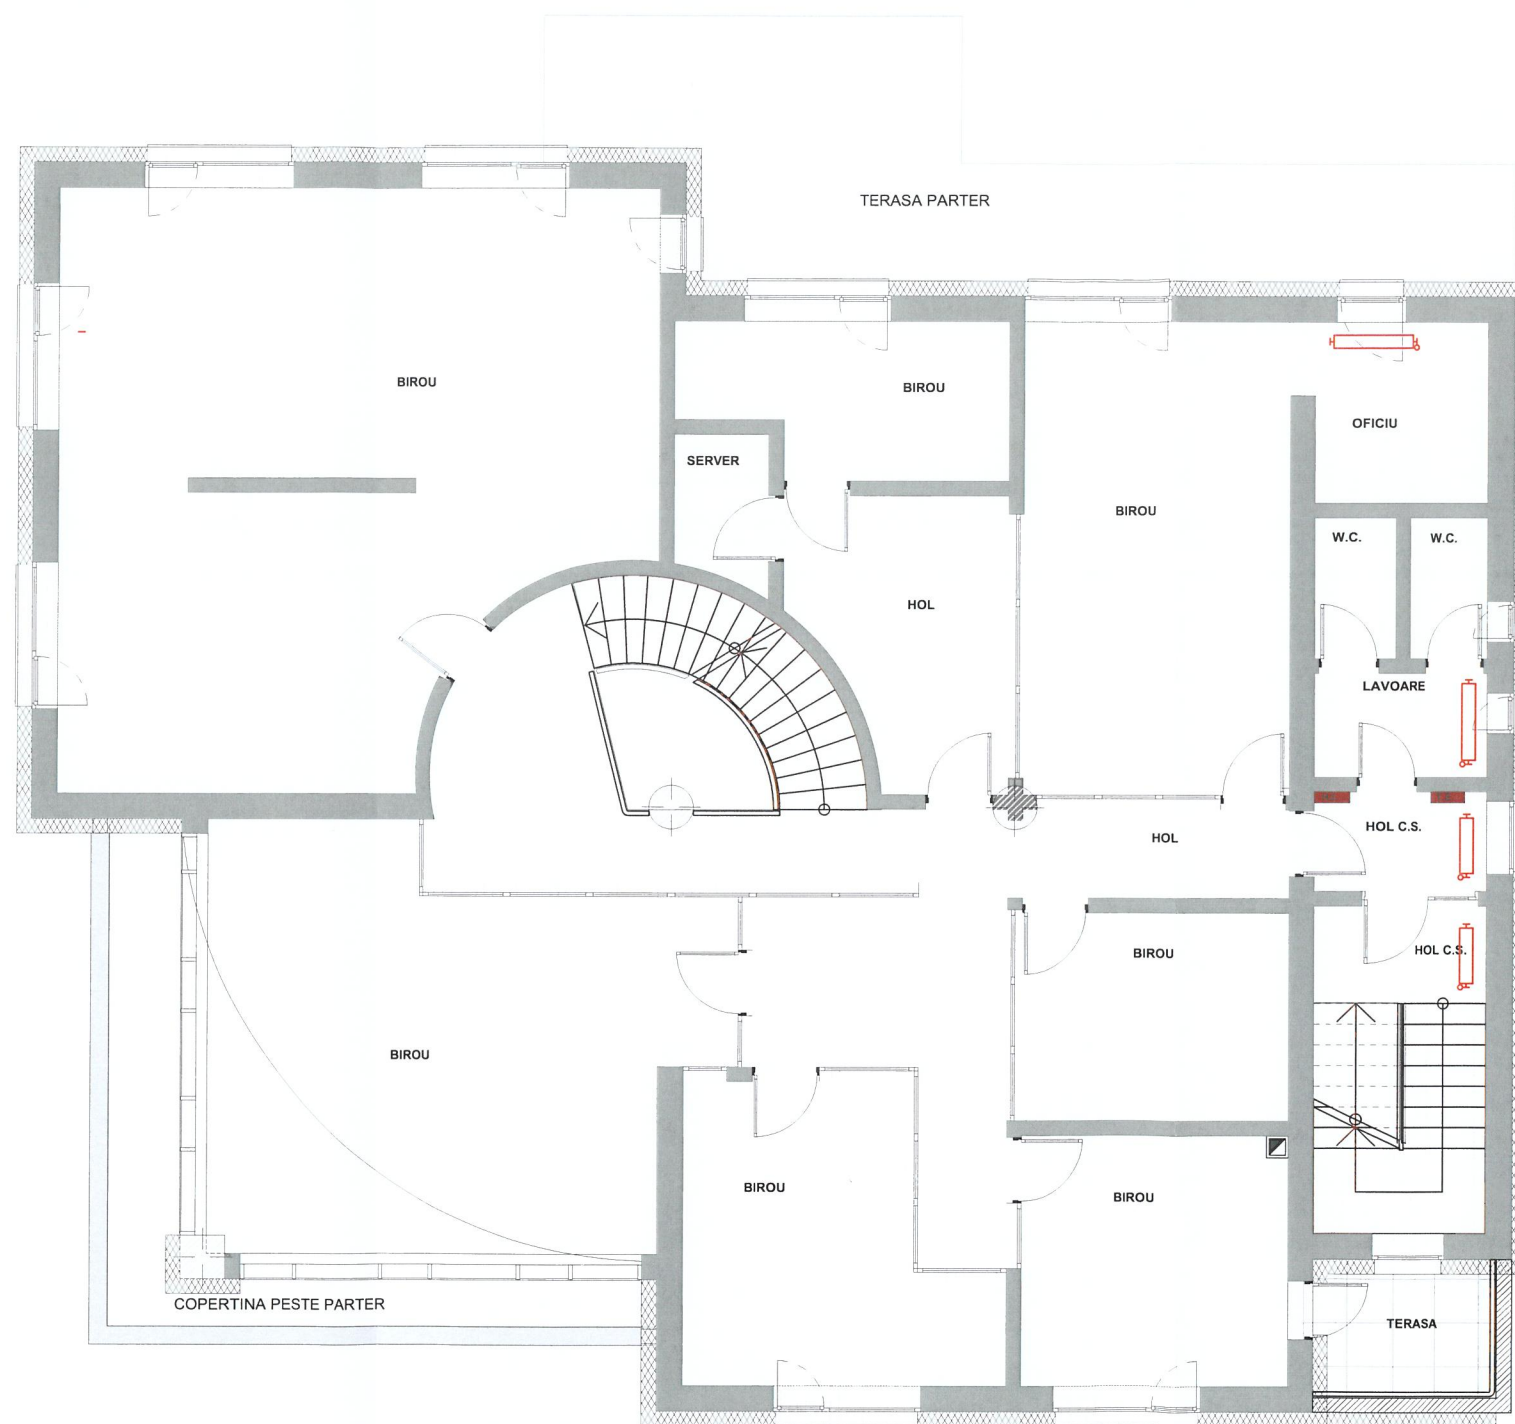 TERASA PARTER
BIROU
BIROU
OFICIU
SERVER
BIROU
W.C.
W.C.
HOL
LAVOARE
HOL C.S.
HOL
HOL C.S.
BIROU
BIROU
BIROU
BIROU
COPERTINA PESTE PARTER
TERASA